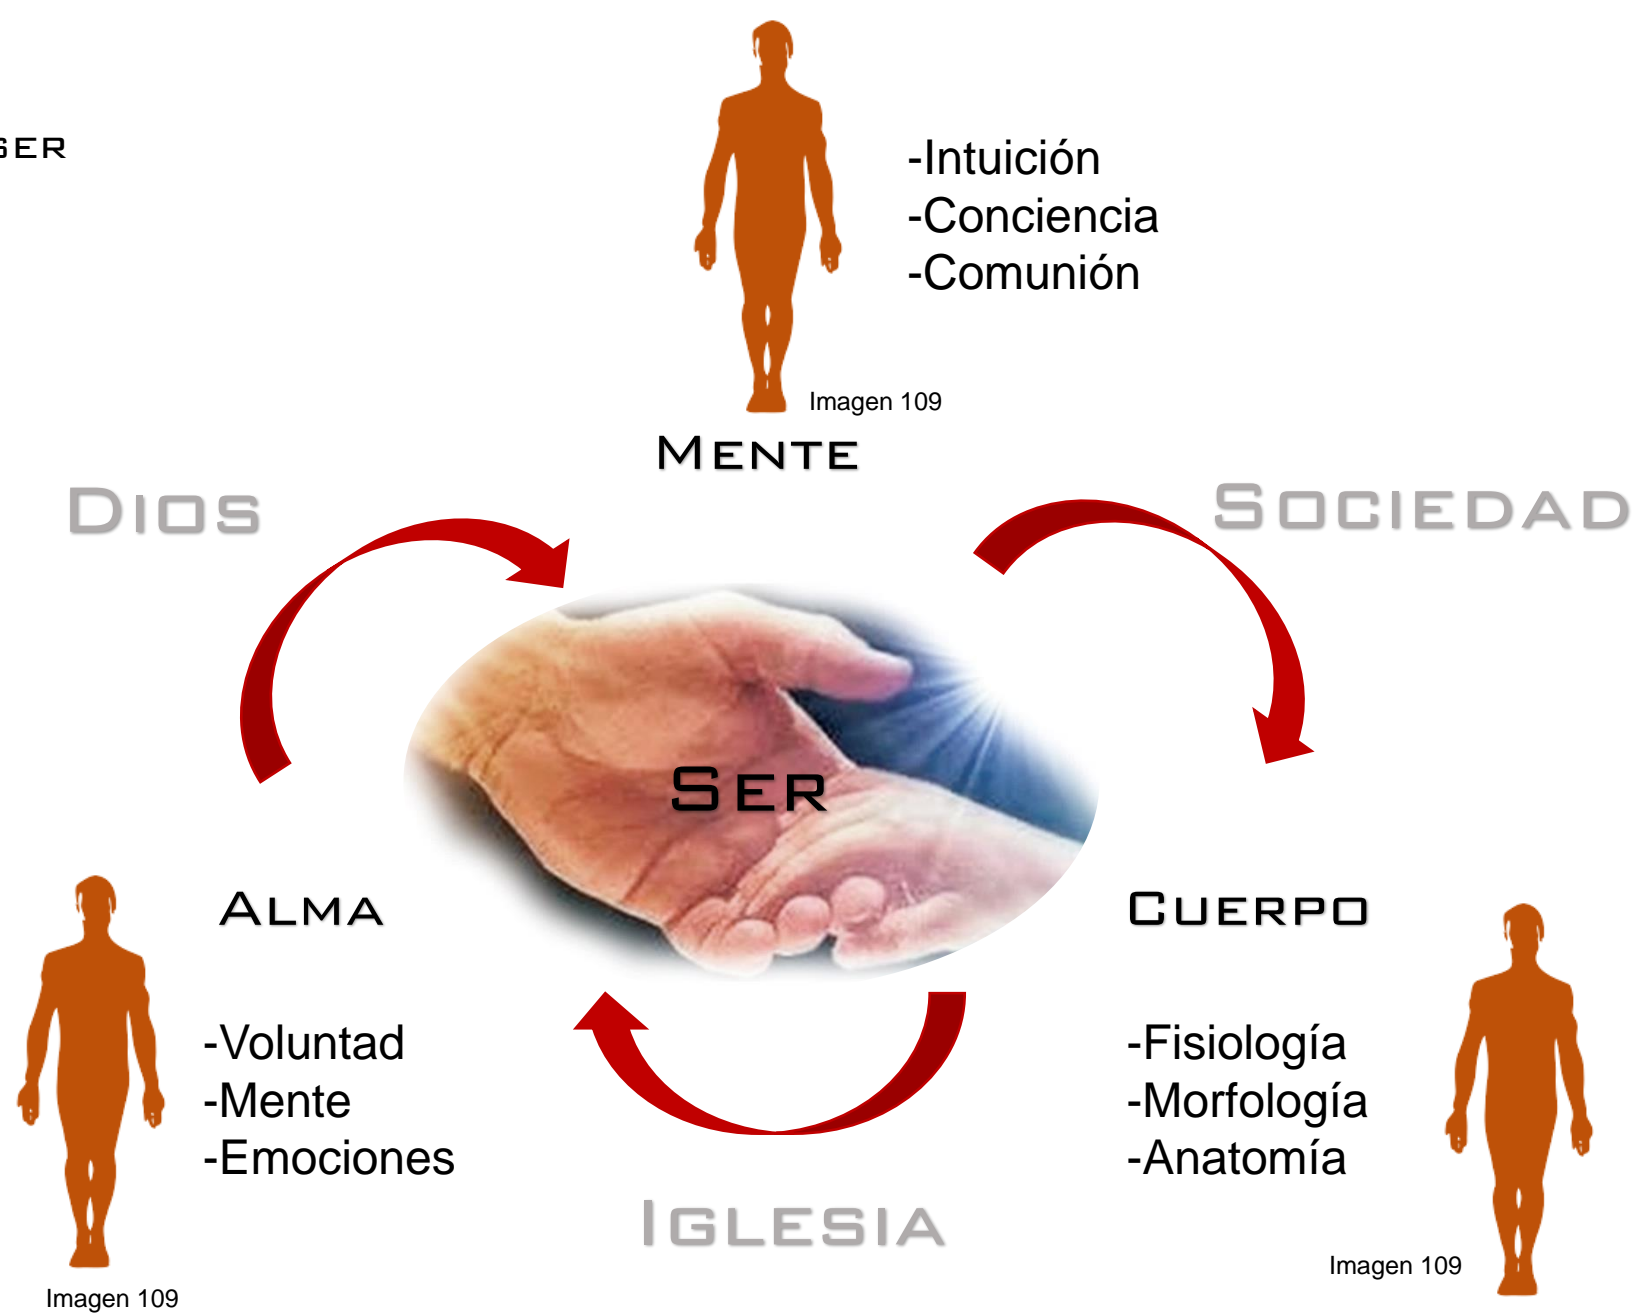 SER
-Intuición
-Conciencia
-Comunión
Imagen 109
MENTE
DIOS
SOCIEDAD
SER
ALMA
CUERPO
-Voluntad
-Mente
-Emociones
-Fisiología
-Morfología
-Anatomía
IGLESIA
Imagen 109
Imagen 109